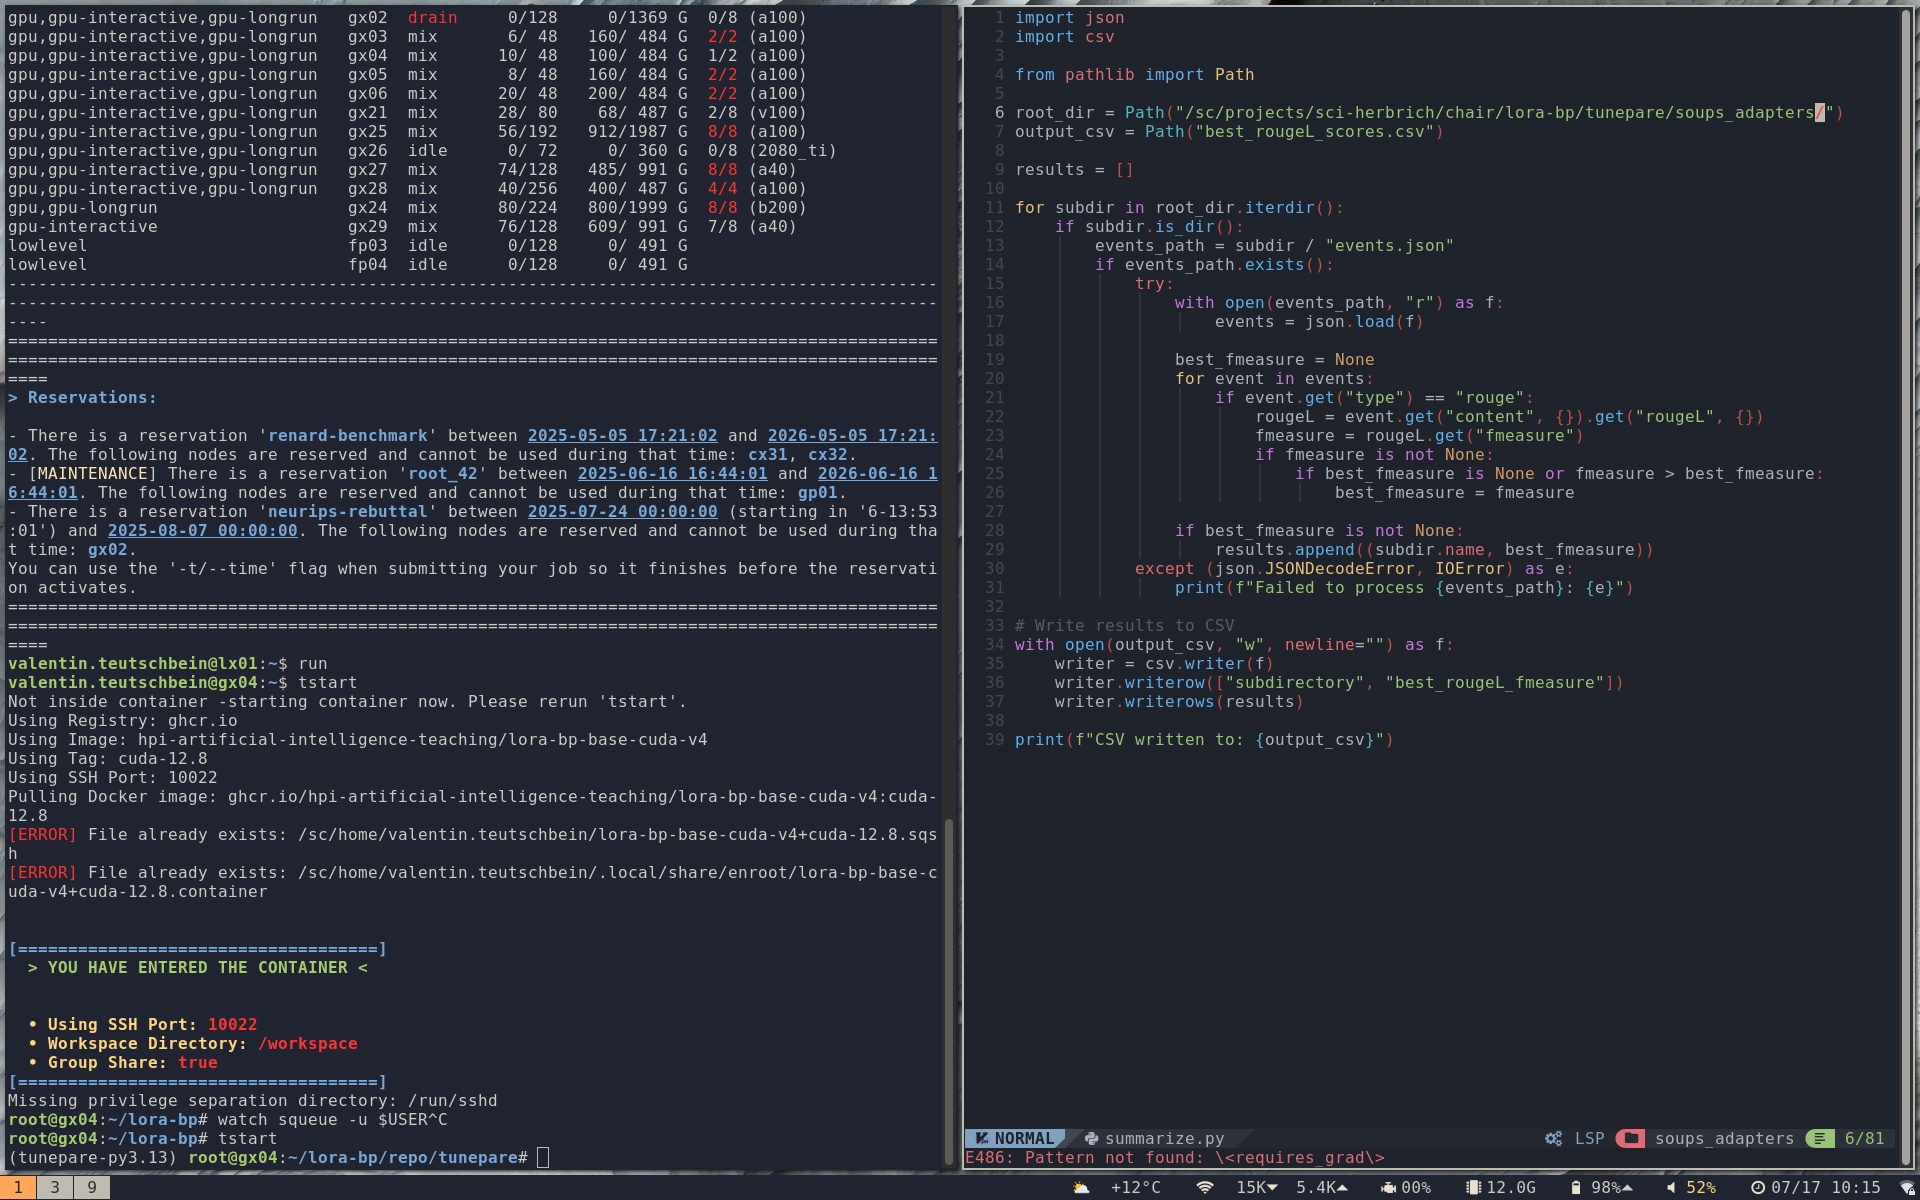 gpu,gpu-interactive,gpu-longrun   gx02  drain     0/128     0/1369 G  0/8 (a100)
gpu,gpu-interactive,gpu-longrun   gx03  mix       6/ 48   160/ 484 G  2/2 (a100)
gpu,gpu-interactive,gpu-longrun   gx04  mix      10/ 48   100/ 484 G  1/2 (a100)
gpu,gpu-interactive,gpu-longrun   gx05  mix       8/ 48   160/ 484 G  2/2 (a100)
gpu,gpu-interactive,gpu-longrun   gx06  mix      20/ 48   200/ 484 G  2/2 (a100)
gpu,gpu-interactive,gpu-longrun   gx21  mix      28/ 80    68/ 487 G  2/8 (v100)
gpu,gpu-interactive,gpu-longrun   gx25  mix      56/192   912/1987 G  8/8 (a100)
gpu,gpu-interactive,gpu-longrun   gx26  idle      0/ 72     0/ 360 G  0/8 (2080_ti)
gpu,gpu-interactive,gpu-longrun   gx27  mix      74/128   485/ 991 G  8/8 (a40)
gpu,gpu-interactive,gpu-longrun   gx28  mix      40/256   400/ 487 G  4/4 (a100)
gpu,gpu-longrun                   gx24  mix      80/224   800/1999 G  8/8 (b200)
gpu-interactive                   gx29  mix      76/128   609/ 991 G  7/8 (a40)
lowlevel                          fp03  idle      0/128     0/ 491 G
lowlevel                          fp04  idle      0/128     0/ 491 G
---------------------------------------------------------------------------------------------
---------------------------------------------------------------------------------------------
----
=============================================================================================
=============================================================================================
====
> Reservations:
- There is a reservation 'renard-benchmark' between 2025-05-05 17:21:02 and 2026-05-05 17:21:
02. The following nodes are reserved and cannot be used during that time: cx31, cx32.
- [MAINTENANCE] There is a reservation 'root_42' between 2025-06-16 16:44:01 and 2026-06-16 1
6:44:01. The following nodes are reserved and cannot be used during that time: gp01.
- There is a reservation 'neurips-rebuttal' between 2025-07-24 00:00:00 (starting in '6-13:53
:01') and 2025-08-07 00:00:00. The following nodes are reserved and cannot be used during tha
t time: gx02.
You can use the '-t/--time' flag when submitting your job so it finishes before the reservati
on activates.
=============================================================================================
=============================================================================================
====
valentin.teutschbein@lx01:~$ run
valentin.teutschbein@gx04:~$ tstart
Not inside container -starting container now. Please rerun 'tstart'.
Using Registry: ghcr.io
Using Image: hpi-artificial-intelligence-teaching/lora-bp-base-cuda-v4
Using Tag: cuda-12.8
Using SSH Port: 10022
Pulling Docker image: ghcr.io/hpi-artificial-intelligence-teaching/lora-bp-base-cuda-v4:cuda-
12.8
[ERROR] File already exists: /sc/home/valentin.teutschbein/lora-bp-base-cuda-v4+cuda-12.8.sqs
h
[ERROR] File already exists: /sc/home/valentin.teutschbein/.local/share/enroot/lora-bp-base-c
uda-v4+cuda-12.8.container
[====================================]
> YOU HAVE ENTERED THE CONTAINER <
• Using SSH Port: 10022
• Workspace Directory: /workspace
• Group Share: true
[====================================]
Missing privilege separation directory: /run/sshd
root@gx04:~/lora-bp# watch squeue -u $USER^C
root@gx04:~/lora-bp# tstart
(tunepare-py3.13) root@gx04:~/lora-bp/repo/tunepare#
1 import json
2 import csv
3
4 from pathlib import Path
5
6 root_dir = Path("/sc/projects/sci-herbrich/chair/lora-bp/tunepare/soups_adapters/")
7 output_csv = Path("best_rougeL_scores.csv")
8
9 results = []
10
11 for subdir in root_dir.iterdir():
12     if subdir.is_dir():
13         events_path = subdir / "events.json"
14         if events_path.exists():
15             try:
16                 with open(events_path, "r") as f:
17                     events = json.load(f)
18
19                 best_fmeasure = None
20                 for event in events:
21                     if event.get("type") == "rouge":
22                         rougeL = event.get("content", {}).get("rougeL", {})
23                         fmeasure = rougeL.get("fmeasure")
24                         if fmeasure is not None:
25                             if best_fmeasure is None or fmeasure > best_fmeasure:
26                                 best_fmeasure = fmeasure
27
28                 if best_fmeasure is not None:
29                     results.append((subdir.name, best_fmeasure))
30             except (json.JSONDecodeError, IOError) as e:
31                 print(f"Failed to process {events_path}: {e}")
32
33 # Write results to CSV
34 with open(output_csv, "w", newline="") as f:
35     writer = csv.writer(f)
36     writer.writerow(["subdirectory", "best_rougeL_fmeasure"])
37     writer.writerows(results)
38
39 print(f"CSV written to: {output_csv}")
NORMAL summarize.py LSP soups_adapters 6/81
E486: Pattern not found: \<requires_grad\>
1 3 9 +12°C 15K 5.4K 00% 12.0G 98% 52% 07/17 10:15